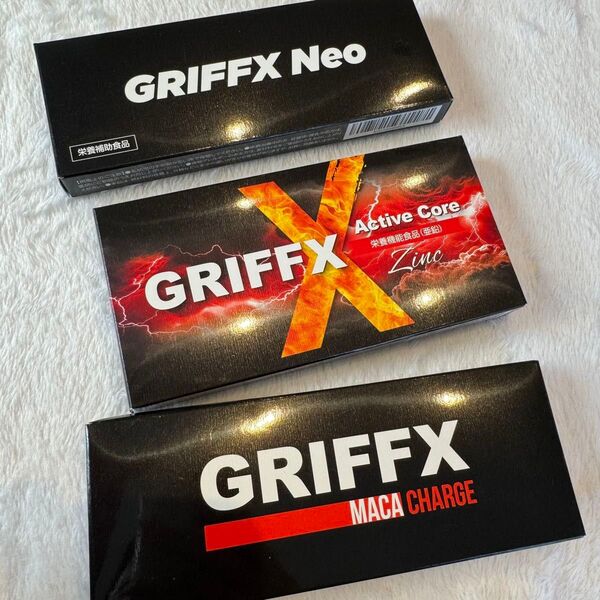 GRIFFX Neo
栄養補助食品
GRIFFX
Active Core
栄養機能食品(亜鉛)
Zinc
GRIFFX
MACA CHARGE